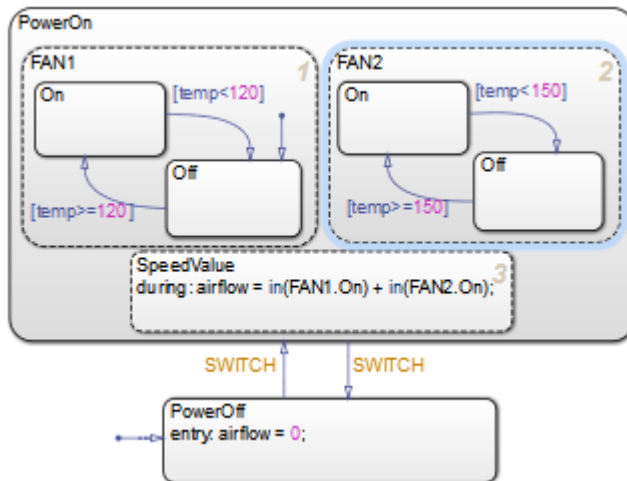 PowerOn
FAN1
1
On
[temp<120]
Off
[temp>=120]
FAN2
2
On
[temp<150]
Off
[temp>=150]
SpeedValue
3
during: airflow = in(FAN1.On) + in(FAN2.On);
SWITCH
SWITCH
PowerOff
entry: airflow = 0;